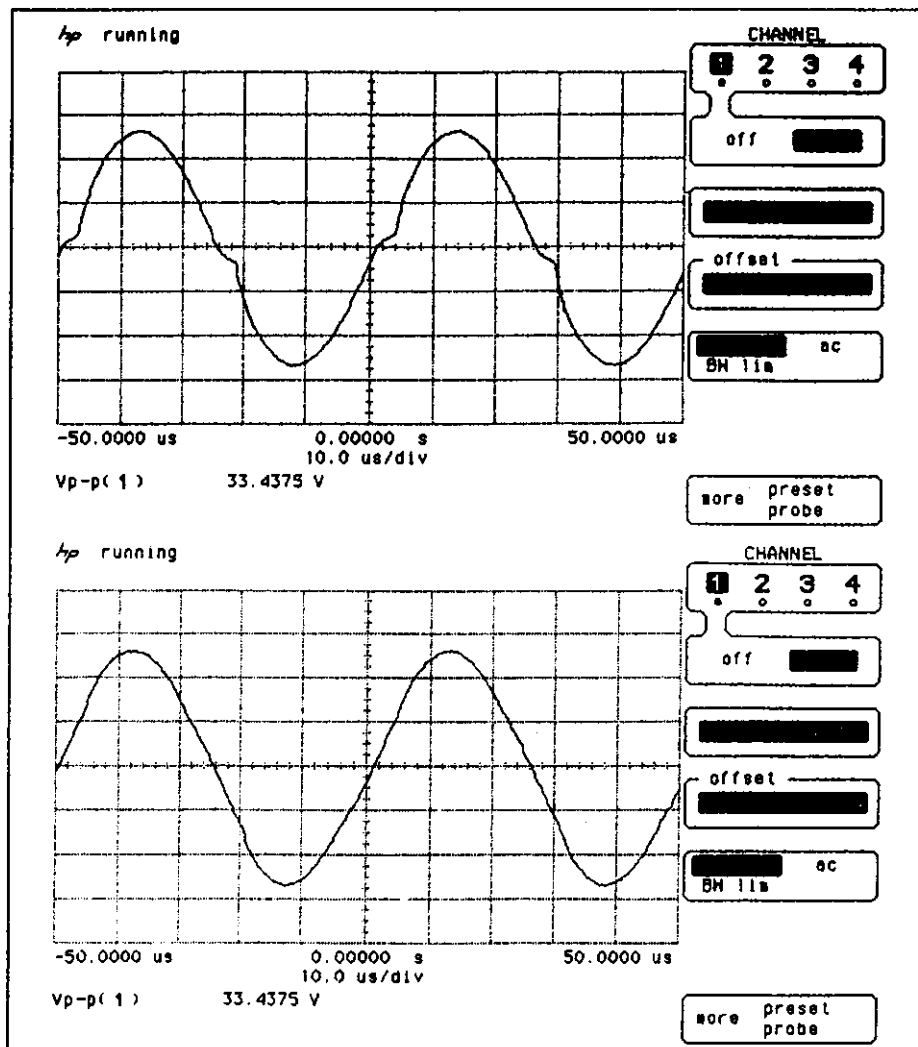 hp running
CHANNEL
1 2 3 4
off
offset
ac
BW lim
-50.0000 us 0.00000 s 50.0000 us
10.0 us/div
Vp-p(1) 33.4375 V
more preset
probe
hp running
CHANNEL
1 2 3 4
off
offset
ac
BW lim
-50.0000 us 0.00000 s 50.0000 us
10.0 us/div
Vp-p(1) 33.4375 V
more preset
probe